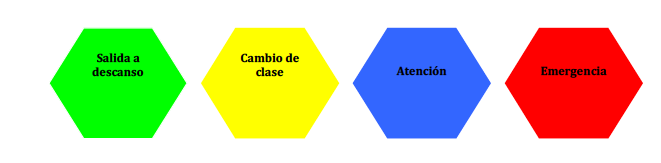 Salida a
descanso
Cambio de
clase
Atención
Emergencia